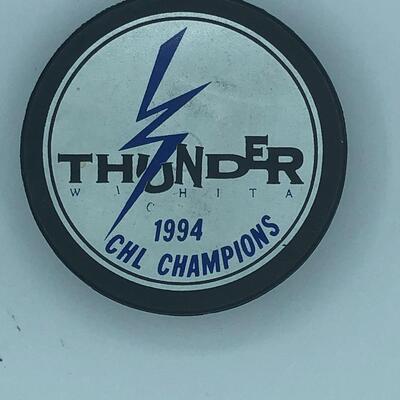 THUNDER
WICHITA
1994
CHL CHAMPIONS